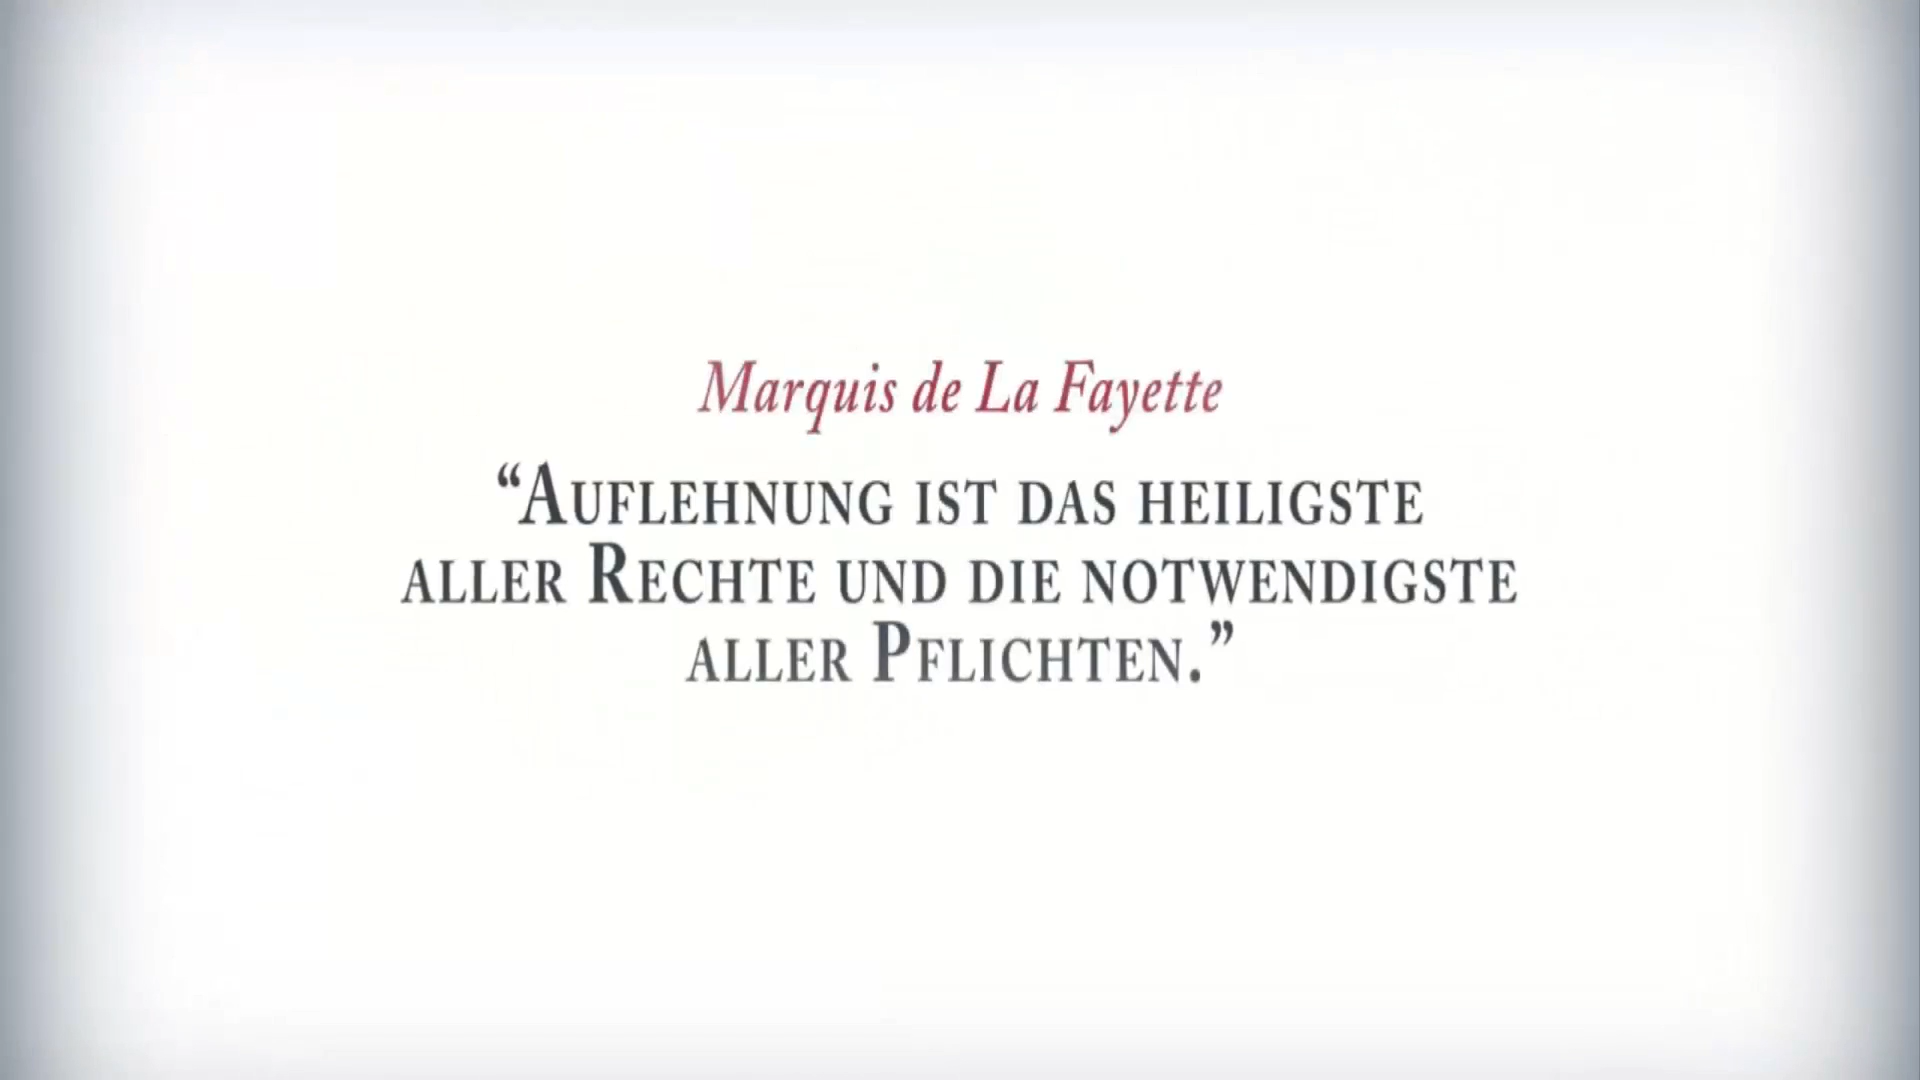 Marquis de La Fayette
“Auflehnung ist das heiligste
aller Rechte und die notwendigste
aller Pflichten.”